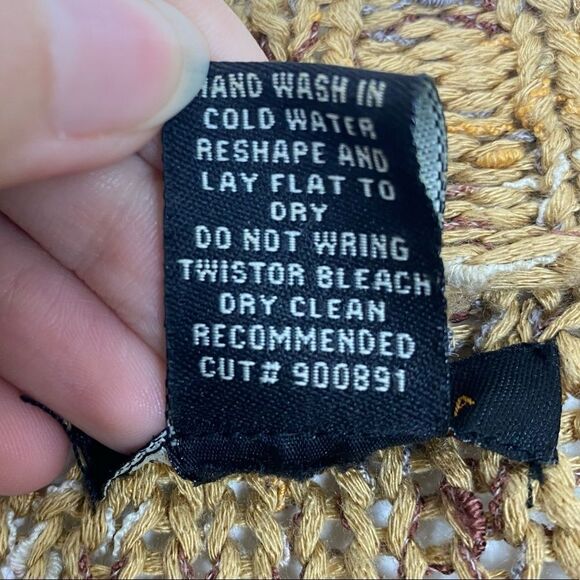 HAND WASH IN
COLD WATER
RESHAPE AND
LAY FLAT TO
DRY
DO NOT WRING
TWISTOR BLEACH
DRY CLEAN
RECOMMENDED
CUT# 900891